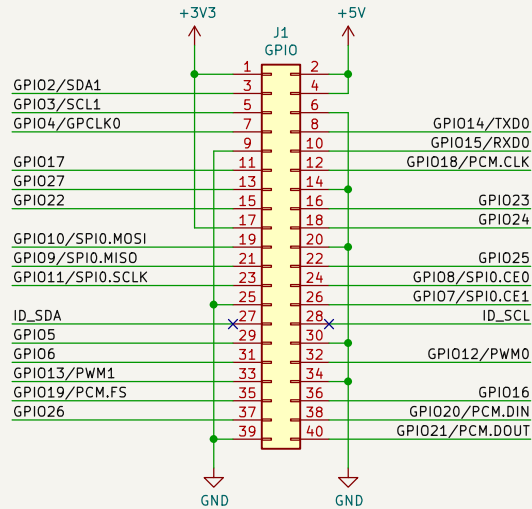 +3V3 +5V
J1
GPIO
1 2
GPIO2/SDA1 3 4
GPIO3/SCL1 5 6
GPIO4/GPCLK0 7 8 GPIO14/TXD0
9 10 GPIO15/RXD0
GPIO17 11 12 GPIO18/PCM.CLK
GPIO27 13 14
GPIO22 15 16 GPIO23
17 18 GPIO24
GPIO10/SPI0.MOSI 19 20
GPIO9/SPI0.MISO 21 22 GPIO25
GPIO11/SPI0.SCLK 23 24 GPIO8/SPI0.CE0
25 26 GPIO7/SPI0.CE1
ID_SDA 27 28 ID_SCL
GPIO5 29 30
GPIO6 31 32 GPIO12/PWM0
GPIO13/PWM1 33 34
GPIO19/PCM.FS 35 36 GPIO16
GPIO26 37 38 GPIO20/PCM.DIN
39 40 GPIO21/PCM.DOUT
GND GND